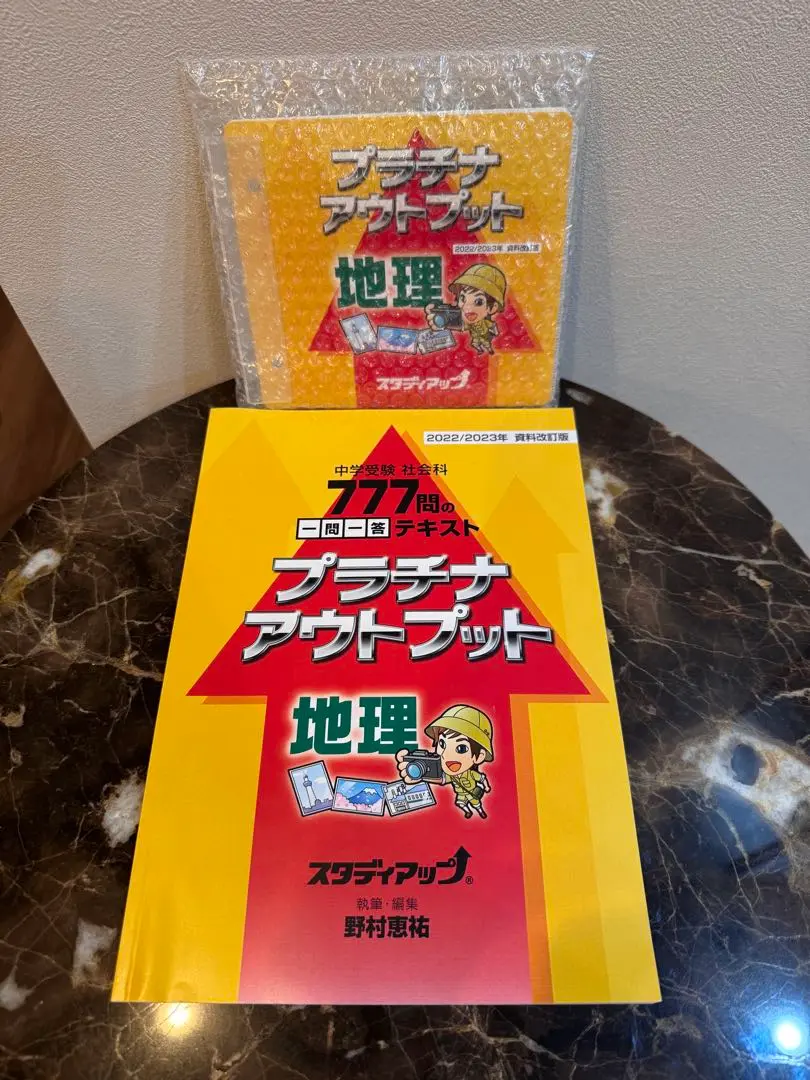 プラチナ
アウトプット
2022/2023年 資料改訂版
地理
スタディアップ
2022/2023年 資料改訂版
中学受験 社会科
777問の
一問一答 テキスト
プラチナ
アウトプット
地理
スタディアップ®
執筆・編集
野村恵祐